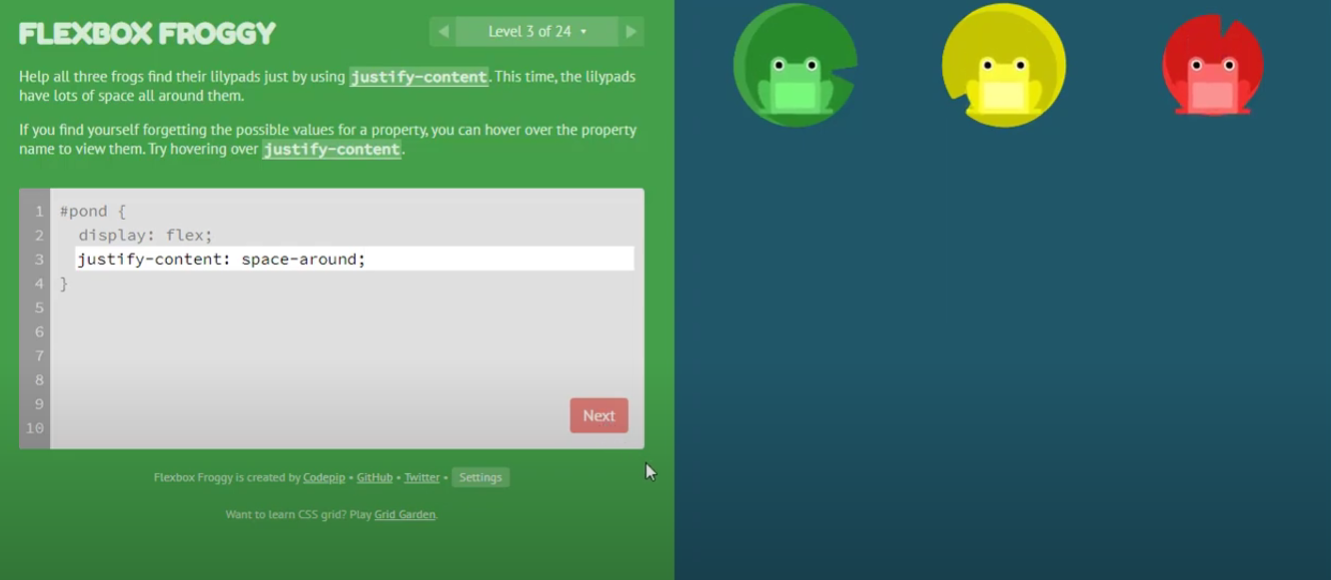 FLEXBOX FROGGY
Level 3 of 24
Help all three frogs find their lilypads just by using justify-content. This time, the lilypads
have lots of space all around them.
If you find yourself forgetting the possible values for a property, you can hover over the property
name to view them. Try hovering over justify-content.
1 #pond {
2 display: flex;
3 justify-content: space-around;
4 }
5
6
7
8
9
10
Next
Flexbox Froggy is created by Codepip • GitHub • Twitter • Settings
Want to learn CSS grid? Play Grid Garden.